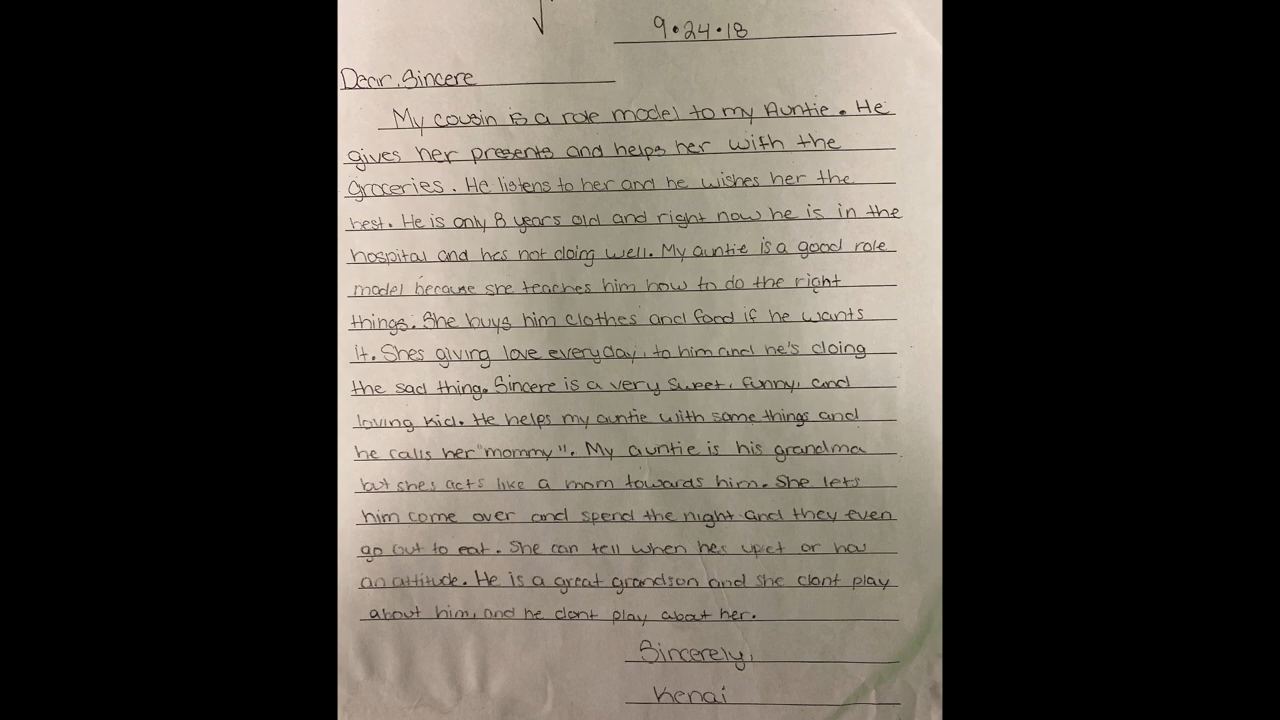 9•24•18
Dear, Sincere
My cousin is a role model to my Auntie. He
gives her presents and helps her with the
groceries. He listens to her and he wishes her the
best. He is only 8 years old and right now he is in the
hospital and hes not doing well. My auntie is a good role
model because she teaches him how to do the right
things. She buys him clothes and food if he wants
it. Shes giving love everyday, to him and he's doing
the sad thing. Sincere is a very sweet, funny, and
loving kid. He helps my auntie with some things and
he calls her "mommy". My auntie is his grandma
but shes acts like a mom towards him. She lets
him come over and spend the night and they even
go out to eat. She can tell when hes upict or has
an attitude. He is a great grandson and she dont play
about him, and he dont play about her.
Sincerely,
Kenai